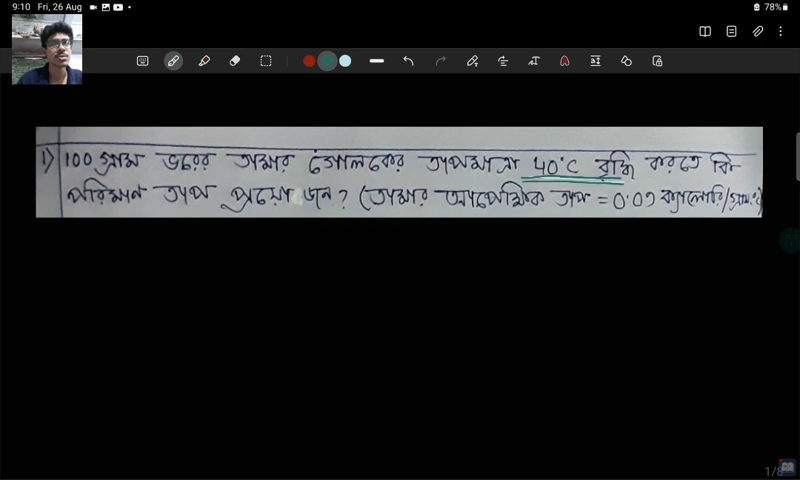 9:10 Fri, 26 Aug
78%
1) 100 গ্রাম ভরের তামার গোলকের তাপমাত্রা 40°C বৃদ্ধি করতে কি
পরিমান তাপ প্রয়োজন? (তামার আপেক্ষিক তাপ = 0.09 ক্যালোরি/গ্রাম.°C)
1/8